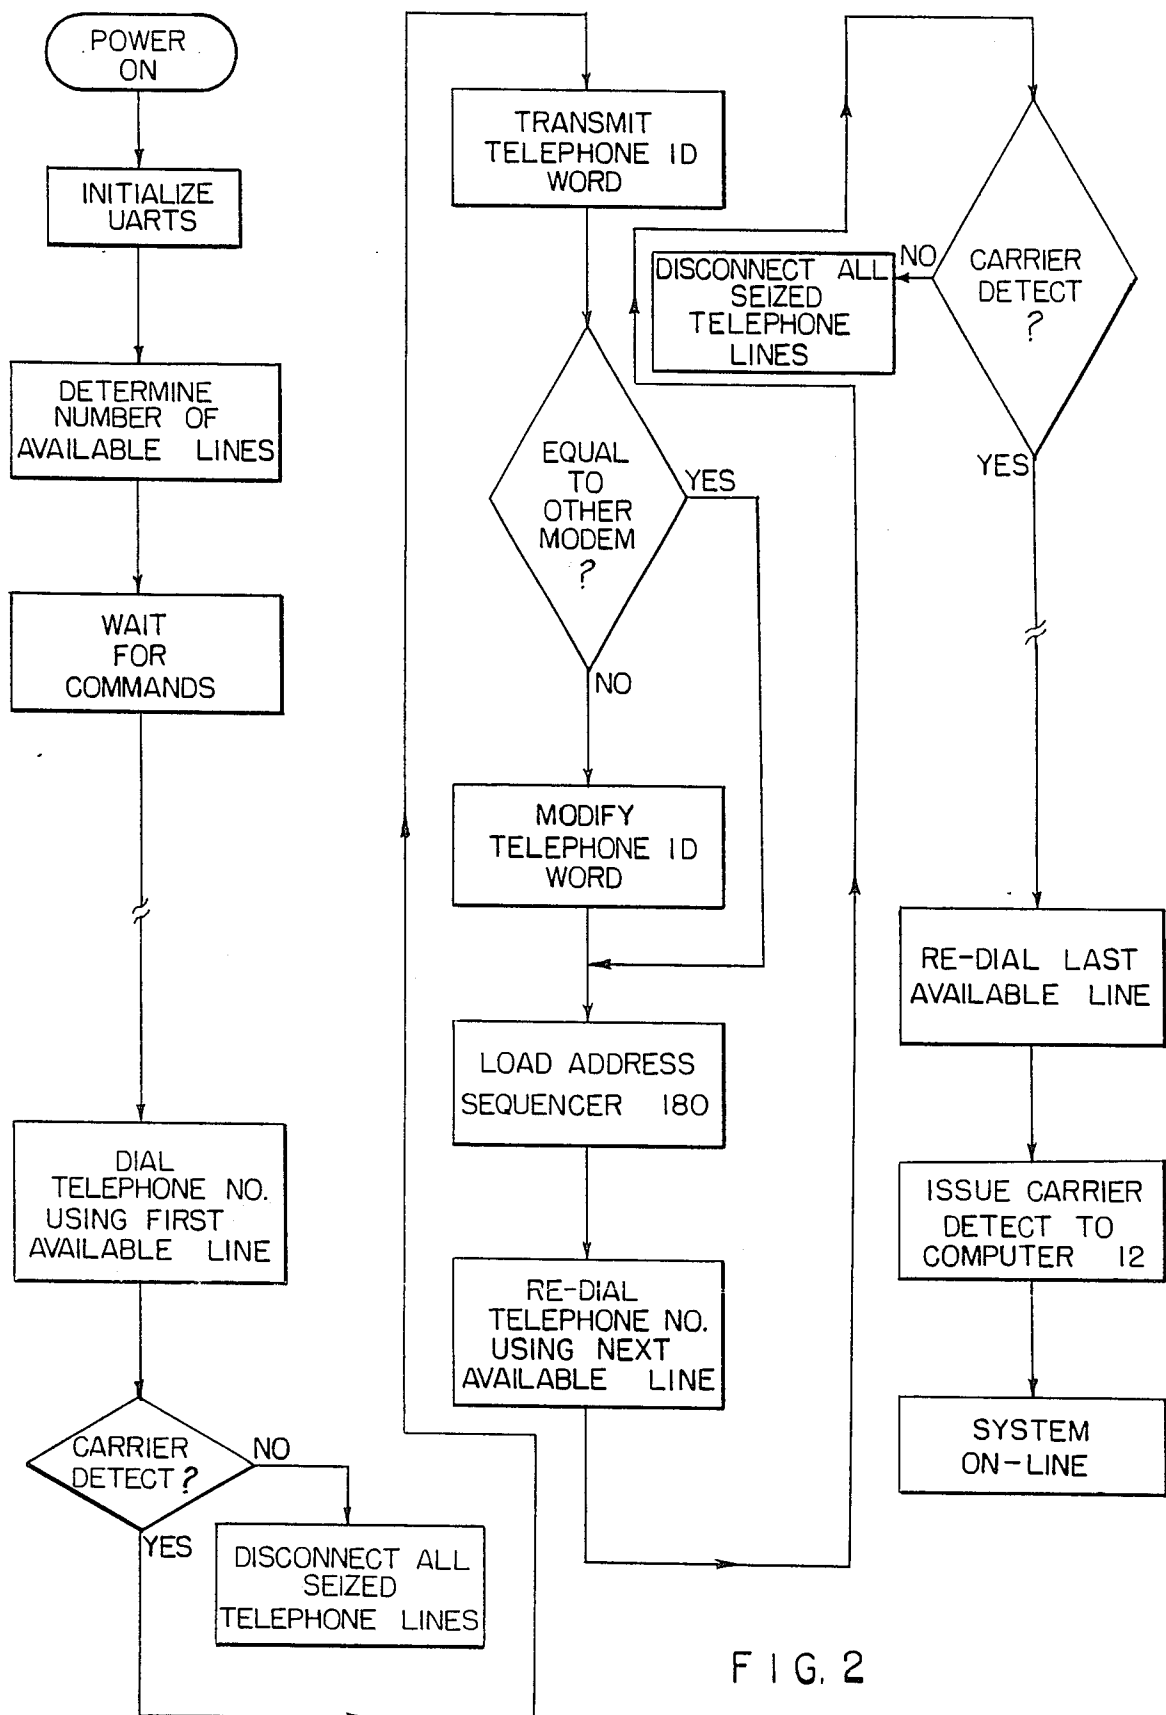 POWER
ON
INITIALIZE
UARTS
DETERMINE
NUMBER OF
AVAILABLE LINES
WAIT
FOR
COMMANDS
DIAL
TELEPHONE NO.
USING FIRST
AVAILABLE LINE
CARRIER
DETECT?
NO
YES
DISCONNECT ALL
SEIZED
TELEPHONE LINES
TRANSMIT
TELEPHONE ID
WORD
EQUAL
TO
OTHER
MODEM
?
YES
NO
MODIFY
TELEPHONE ID
WORD
LOAD ADDRESS
SEQUENCER 180
RE-DIAL
TELEPHONE NO.
USING NEXT
AVAILABLE LINE
CARRIER
DETECT
?
NO
DISCONNECT ALL
SEIZED
TELEPHONE
LINES
YES
RE-DIAL LAST
AVAILABLE LINE
ISSUE CARRIER
DETECT TO
COMPUTER 12
SYSTEM
ON-LINE
FIG. 2